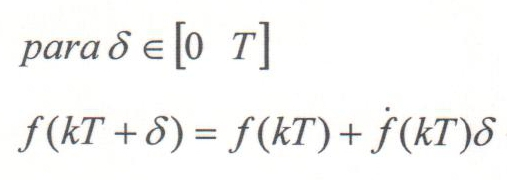 para δ ∈ [0 T]
f(kT + δ) = f(kT) + ḟ(kT)δ